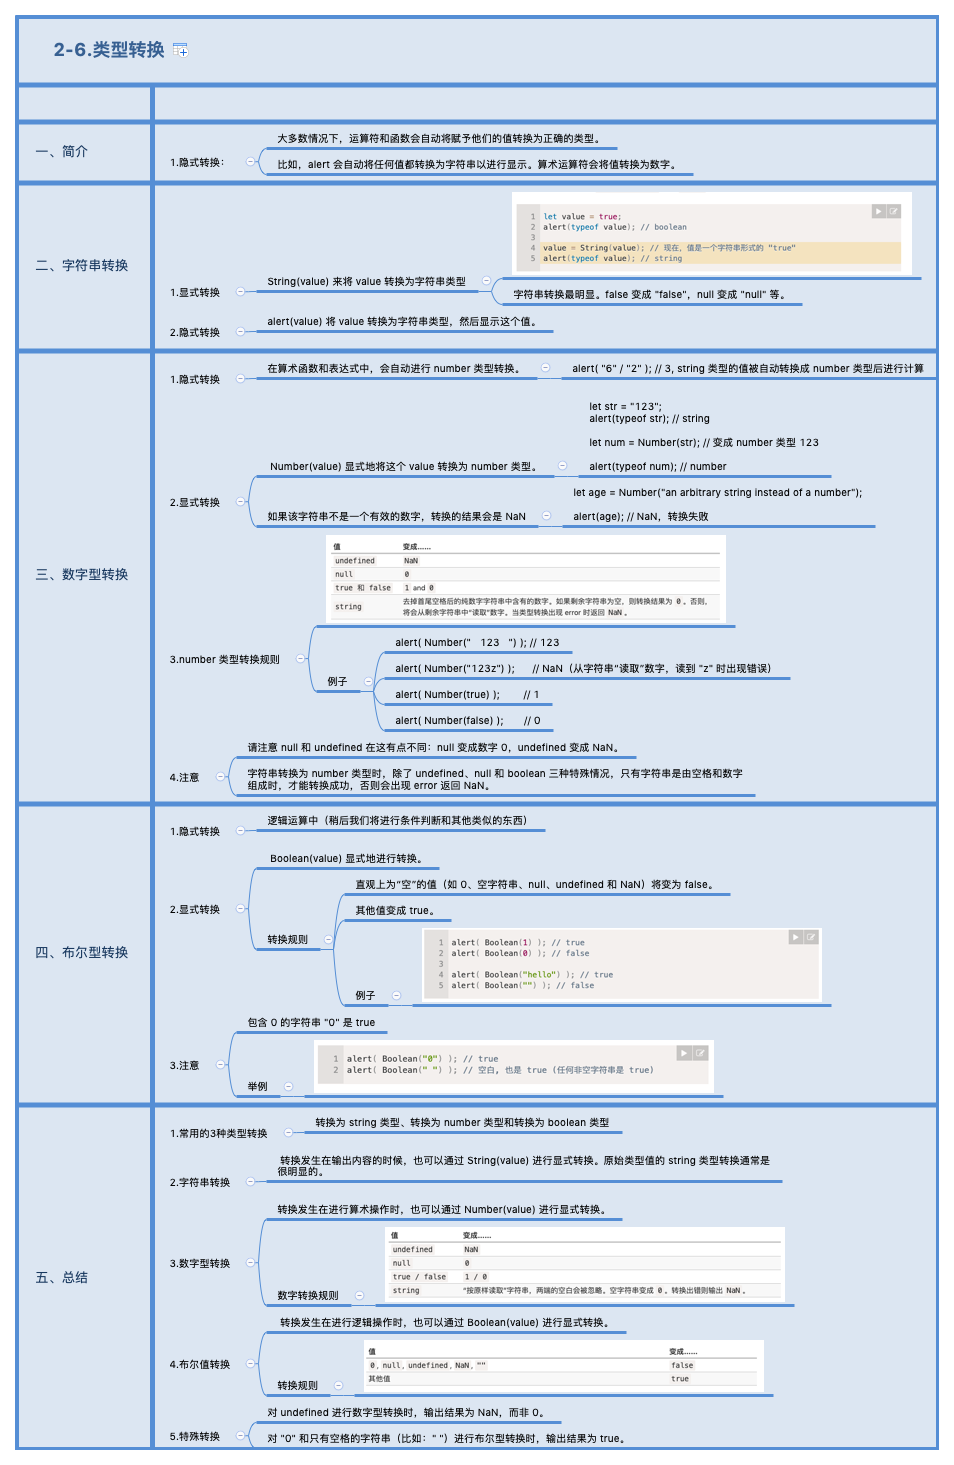 2-6.类型转换
一、简介
1.隐式转换：
大多数情况下，运算符和函数会自动将赋予他们的值转换为正确的类型。
比如，alert 会自动将任何值都转换为字符串以进行显示。算术运算符会将值转换为数字。
二、字符串转换
1.显式转换
String(value) 来将 value 转换为字符串类型
1 let value = true;
2 alert(typeof value); // boolean
3
4 value = String(value); // 现在，值是一个字符串形式的 "true"
5 alert(typeof value); // string
字符串转换最明显。false 变成 "false"，null 变成 "null" 等。
2.隐式转换
alert(value) 将 value 转换为字符串类型，然后显示这个值。
三、数字型转换
1.隐式转换
在算术函数和表达式中，会自动进行 number 类型转换。
alert( "6" / "2" ); // 3, string 类型的值被自动转换成 number 类型后进行计算
2.显式转换
Number(value) 显式地将这个 value 转换为 number 类型。
let str = "123";
alert(typeof str); // string
let num = Number(str); // 变成 number 类型 123
alert(typeof num); // number
如果该字符串不是一个有效的数字，转换的结果会是 NaN
let age = Number("an arbitrary string instead of a number");
alert(age); // NaN，转换失败
3.number 类型转换规则
值 变成……
undefined NaN
null 0
true 和 false 1 and 0
string 去掉首尾空格后的纯数字字符串中含有的数字。如果剩余字符串为空，则转换结果为 0 。否则，
将会从剩余字符串中“读取”数字。当类型转换出现 error 时返回 NaN 。
例子
alert( Number("   123   ") ); // 123
alert( Number("123z") );      // NaN（从字符串“读取”数字，读到 "z" 时出现错误）
alert( Number(true) );        // 1
alert( Number(false) );       // 0
4.注意
请注意 null 和 undefined 在这有点不同：null 变成数字 0，undefined 变成 NaN。
字符串转换为 number 类型时，除了 undefined、null 和 boolean 三种特殊情况，只有字符串是由空格和数字
组成时，才能转换成功，否则会出现 error 返回 NaN。
四、布尔型转换
1.隐式转换
逻辑运算中（稍后我们将进行条件判断和其他类似的东西）
2.显式转换
Boolean(value) 显式地进行转换。
转换规则
直观上为“空”的值（如 0、空字符串、null、undefined 和 NaN）将变为 false。
其他值变成 true。
例子
1 alert( Boolean(1) ); // true
2 alert( Boolean(0) ); // false
3
4 alert( Boolean("hello") ); // true
5 alert( Boolean("") ); // false
3.注意
包含 0 的字符串 "0" 是 true
举例
1 alert( Boolean("0") ); // true
2 alert( Boolean(" ") ); // 空白, 也是 true (任何非空字符串是 true)
五、总结
1.常用的3种类型转换
转换为 string 类型、转换为 number 类型和转换为 boolean 类型
2.字符串转换
转换发生在输出内容的时候，也可以通过 String(value) 进行显式转换。原始类型值的 string 类型转换通常是
很明显的。
3.数字型转换
转换发生在进行算术操作时，也可以通过 Number(value) 进行显式转换。
数字转换规则
值 变成……
undefined NaN
null 0
true / false 1 / 0
string “按原样读取”字符串，两端的空白会被忽略。空字符串变成 0 。转换出错则输出 NaN 。
4.布尔值转换
转换发生在进行逻辑操作时，也可以通过 Boolean(value) 进行显式转换。
转换规则
值 变成……
0, null, undefined, NaN, "" false
其他值 true
5.特殊转换
对 undefined 进行数字型转换时，输出结果为 NaN，而非 0。
对 "0" 和只有空格的字符串（比如：" "）进行布尔型转换时，输出结果为 true。